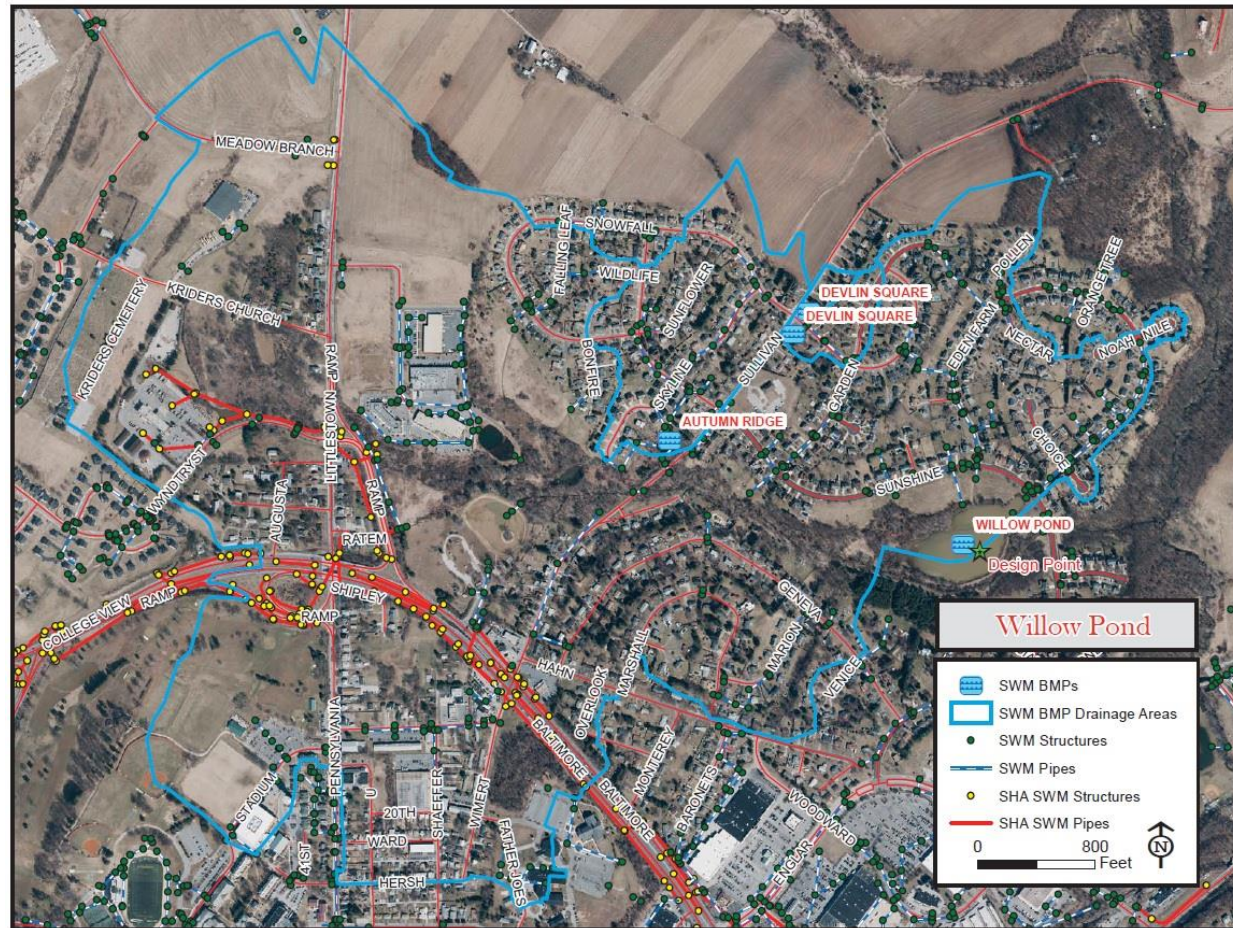 MEADOW BRANCH
SNOWFALL
FALLING LEAF
WILDLIFE
SUNFLOWER
POLLEN
ORANGE TREE
KRIDERS CEMETERY
KRIDERS CHURCH
DEVLIN SQUARE
DEVLIN SQUARE
EDEN FARM
NECTAR
NOAH
NILE
BONFIRE
SKYLINE
SULLIVAN
GARDEN
RAMP
LITTLESTOWN
AUTUMN RIDGE
CHOICE
WYNDTRYST
AUGUSTA
RAMP
SUNSHINE
RATEM
WILLOW POND
Design Point
COLLEGE VIEW
RAMP
SHIPLEY
RAMP
GENEVA
MARION
MARSHALL
HAHN
VENICE
OVERLOOK
PENNSYLVANIA
BALTIMORE
BALTIMORE
MONTEREY
BARONETS
WOODWARD
STADIUM
U
20TH
SHAEFFER
WIMERT
41ST
WARD
FATHER JOES
ENGLAR
HERSH
Willow Pond
SWM BMPs
SWM BMP Drainage Areas
SWM Structures
SWM Pipes
SHA SWM Structures
SHA SWM Pipes
0 800
Feet
N